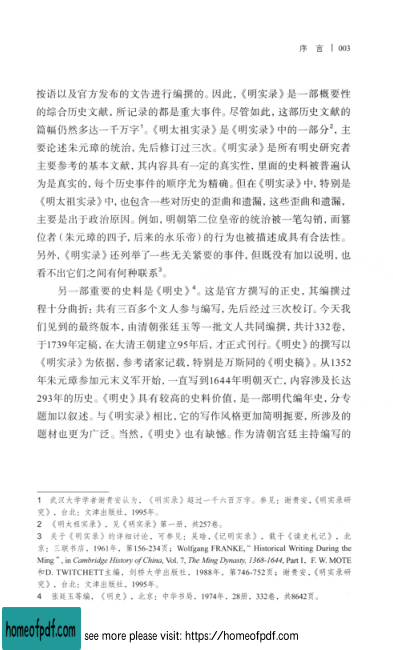 序 言 | 003
按语以及官方发布的文告进行编撰的。因此，《明实录》是一部概要性
的综合历史文献，所记录的都是重大事件。尽管如此，这部历史文献的
篇幅仍然多达一千万字1。《明太祖实录》是《明实录》中的一部分2，主
要论述朱元璋的统治，先后修订过三次。《明实录》是所有明史研究者
主要参考的基本文献，其内容具有一定的真实性，里面的史料被普遍认
为是真实的，每个历史事件的顺序尤为精确。但在《明实录》中，特别是
《明太祖实录》中，也包含一些对历史的歪曲和遗漏，这些歪曲和遗漏，
主要是出于政治原因。例如，明朝第二位皇帝的统治被一笔勾销，而篡
位者（朱元璋的四子，后来的永乐帝）的行为也被描述成具有合法性。
另外，《明实录》还列举了一些无关紧要的事件，但既没有加以说明，也
看不出它们之间有何种联系3。
另一部重要的史料是《明史》4。这是官方撰写的正史，其编撰过
程十分曲折：共有三百多个文人参与编写，先后经过三次校订。今天我
们见到的最终版本，由清朝张廷玉等一批文人共同编撰，共计332卷，
于1739年定稿，在大清王朝建立95年后，才正式刊行。《明史》的撰写以
《明实录》为依据，参考诸家记载，特别是万斯同的《明史稿》。从1352
年朱元璋参加元末义军开始，一直写到1644年明朝灭亡，内容涉及长达
293年的历史。《明史》具有较高的史料价值，是一部明代编年史，分专
题加以叙述。与《明实录》相比，它的写作风格更加简明扼要，所涉及的
题材也更为广泛。当然，《明史》也有缺憾。作为清朝宫廷主持编写的
1 武汉大学学者谢贵安认为，《明实录》超过一千六百万字。参见：谢贵安，《明实录研
究》，台北：文津出版社，1995年。
2 《明太祖实录》，见《明实录》第一册，共257卷。
3 关于《明实录》的详细讨论，可参见：吴晗，《记明实录》，载于《读史札记》，北
京：三联书店，1961年，第156-234页；Wolfgang FRANKE,“ Historical Writing During the
Ming ”, in Cambridge History of China, Vol. 7, The Ming Dynasty, 1368-1644, Part I, F. W. MOTE
和D. TWITCHETT主编，剑桥大学出版社，1988年，第746-752页；谢贵安，《明实录研
究》，台北：文津出版社，1995年。
4 张廷玉等编，《明史》，北京：中华书局，1974年，28册，332卷，共8642页。
homeofpdf.com see more please visit: https://homeofpdf.com